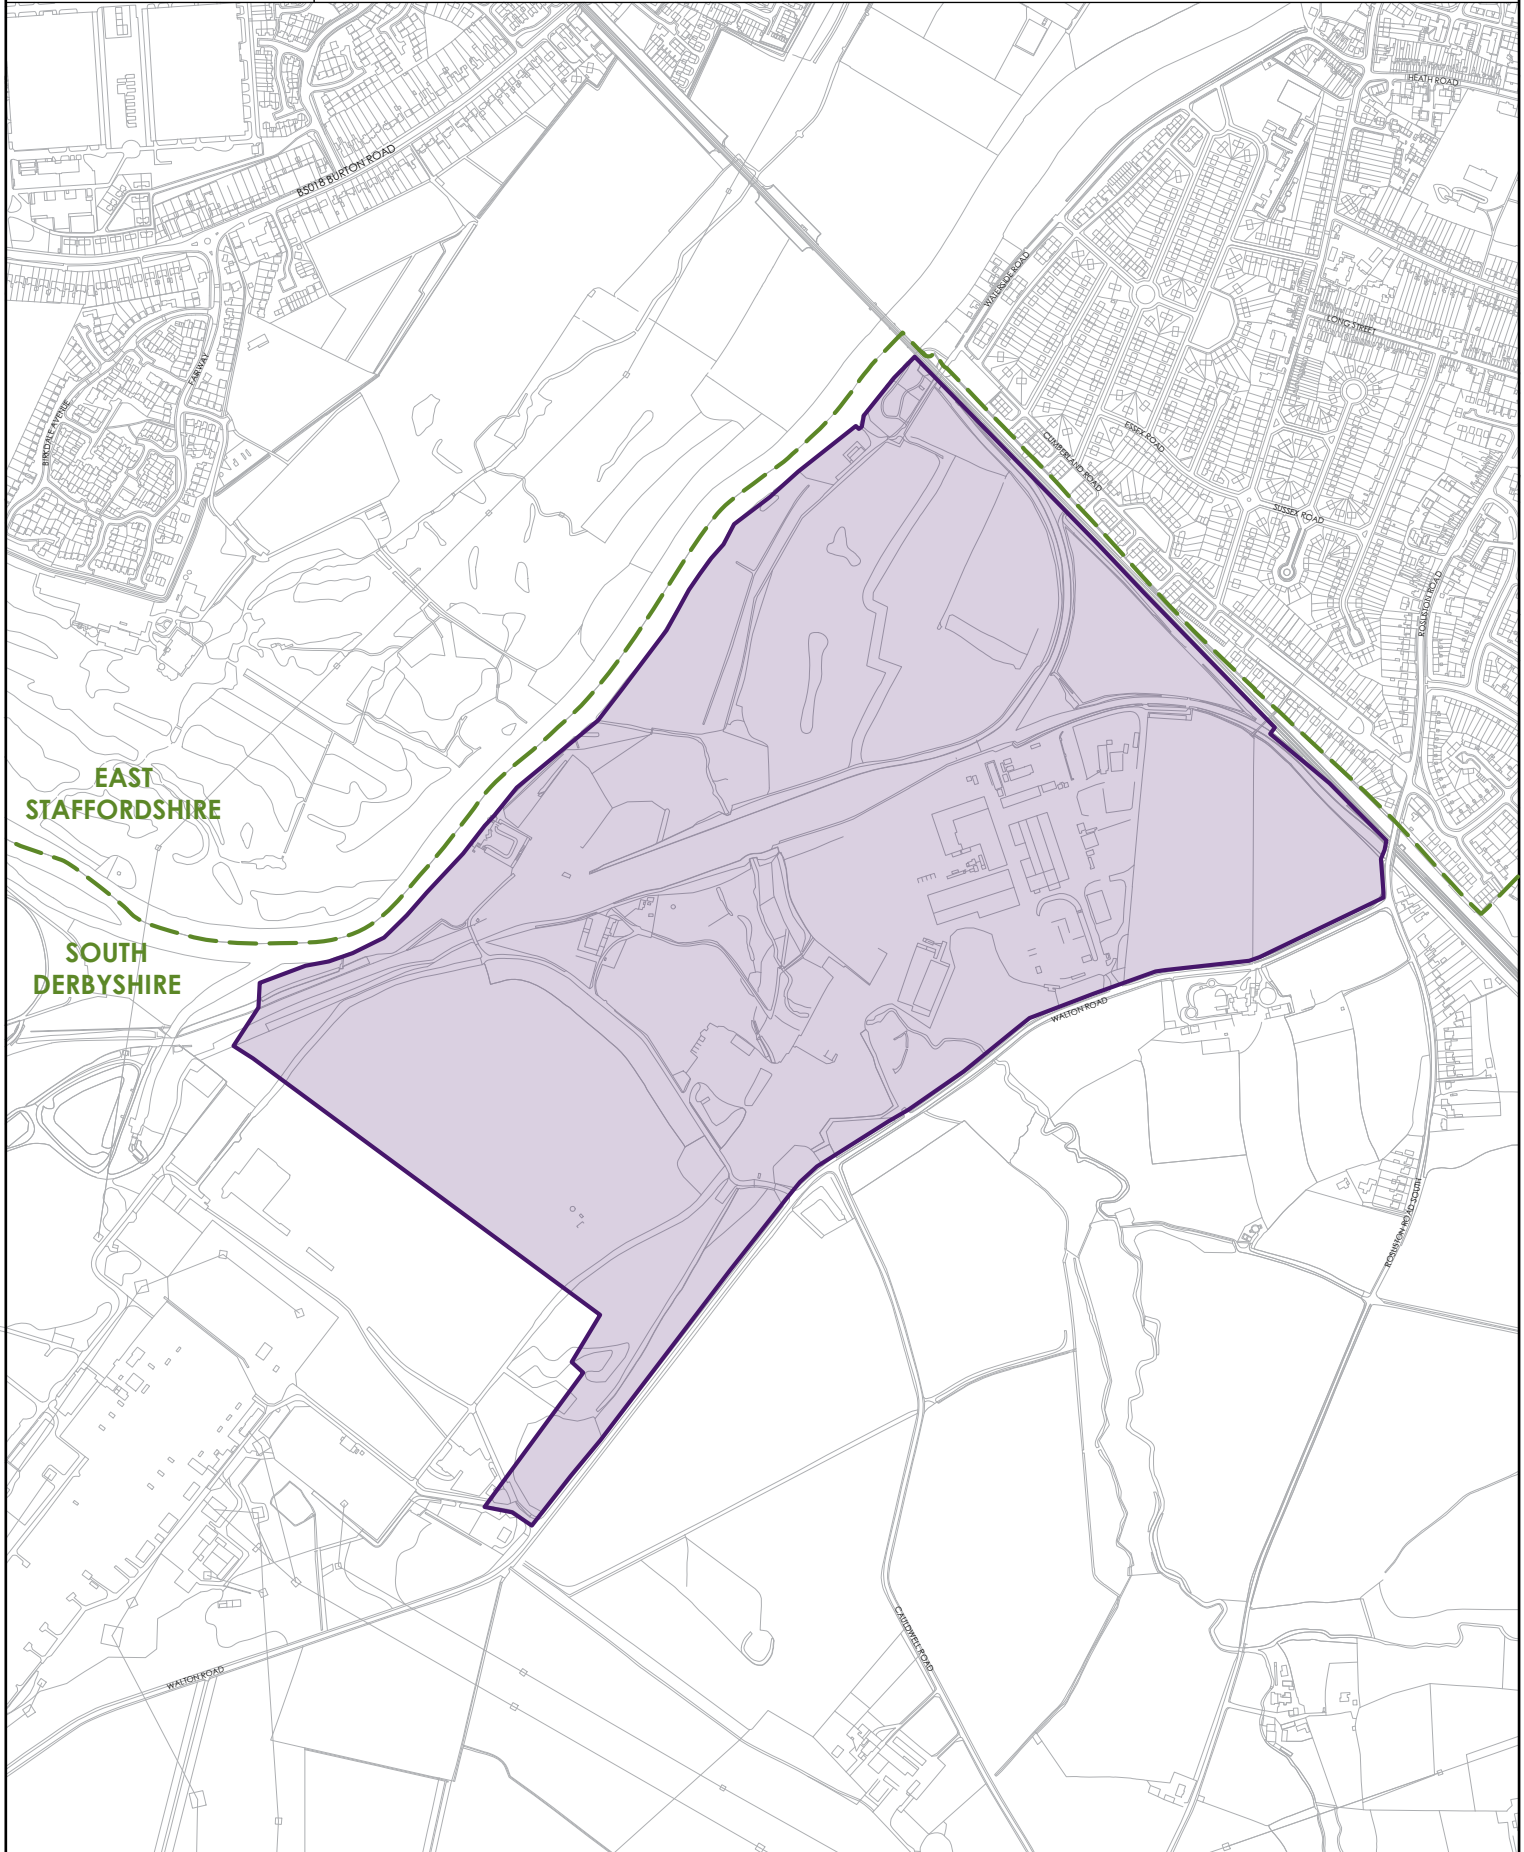 HEATH ROAD
B5018 BURTON ROAD
WATERSIDE ROAD
LONG STREET
FAIRWAY
BIRKDALE AVENUE
ESSEX ROAD
CUMBERLAND ROAD
SUSSEX ROAD
ROSLISTON ROAD
EAST
STAFFORDSHIRE
SOUTH
DERBYSHIRE
WALTON ROAD
ROSLISTON ROAD SOUTH
CAULDWELL ROAD
WALTON ROAD